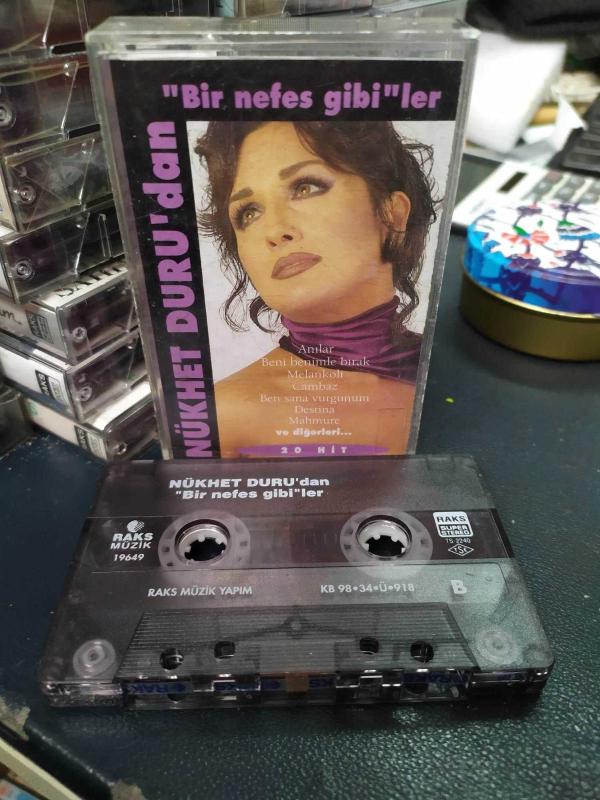 "Bir nefes gibi"ler
NÜKHET DURU'dan
Anılar
Beni benimle bırak
Melankoli
Cambaz
Ben sana vurgunum
Destina
Mahmure
ve diğerleri...
20 HİT
NÜKHET DURU'dan
"Bir nefes gibi"ler
RAKS
MÜZİK
19649
RAKS
SUPER
STEREO
TS 2240
TSE
RAKS MÜZİK YAPIM
KB 98•34•Ü•918
B
RAKS
RAKS